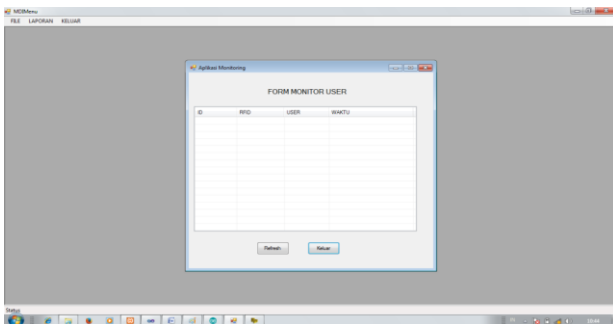 MDIMenu
FILE LAPORAN KELUAR
Aplikasi Monitoring
FORM MONITOR USER
ID RFID USER WAKTU
Refresh Keluar
Status